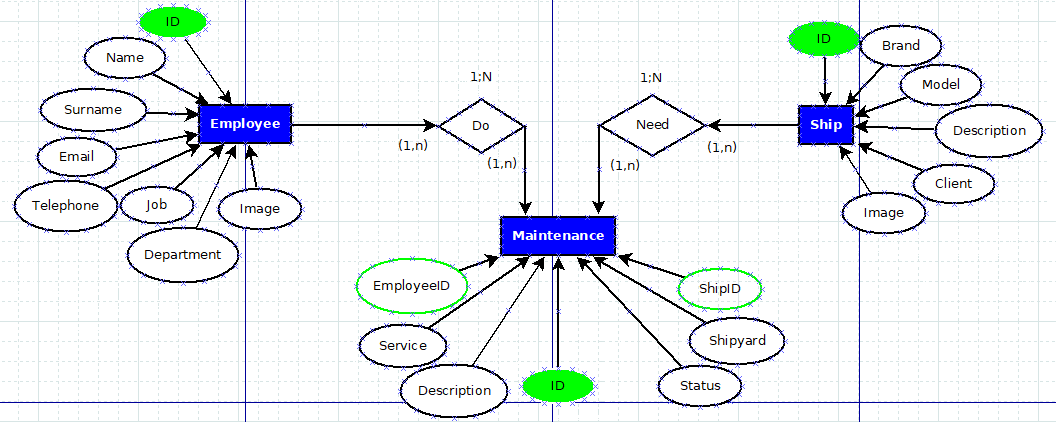 ID
Name
Surname
Email
Telephone
Job
Department
Image
Employee
1;N
Do
(1,n)
(1,n)
1;N
Need
(1,n)
(1,n)
Ship
ID
Brand
Model
Description
Client
Image
Maintenance
EmployeeID
Service
Description
ID
Status
Shipyard
ShipID